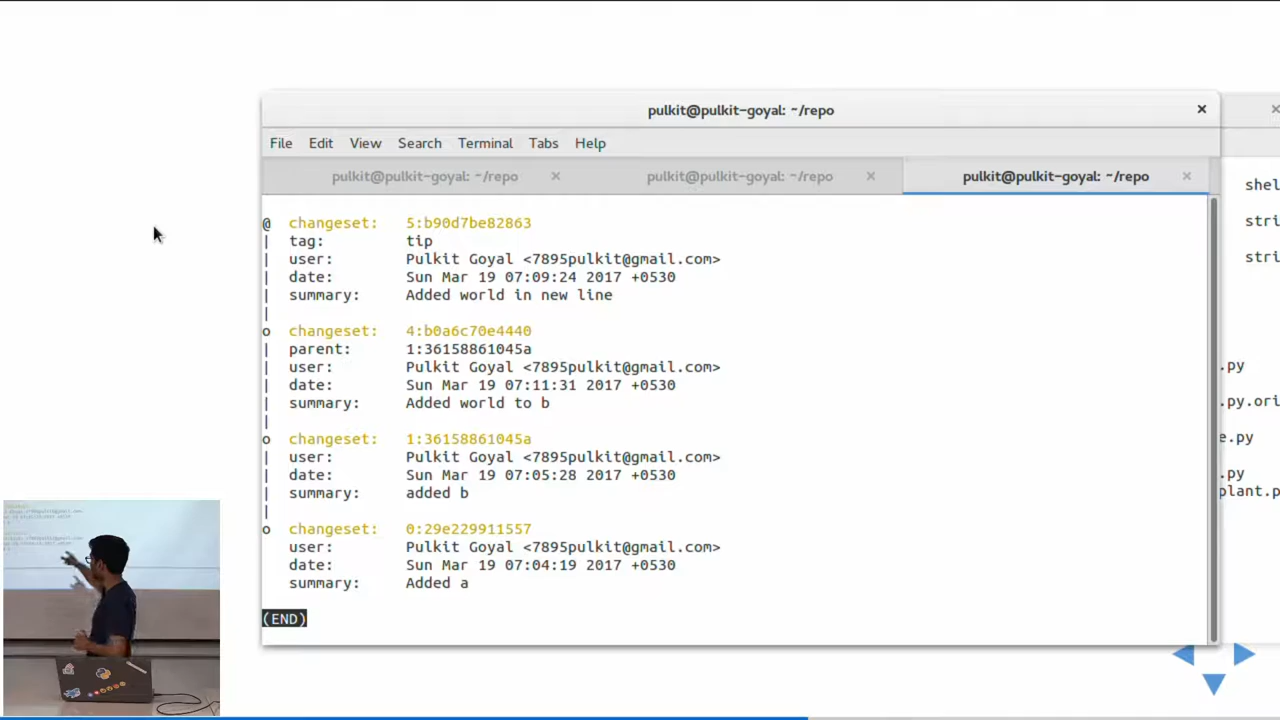 pulkit@pulkit-goyal: ~/repo
File Edit View Search Terminal Tabs Help
pulkit@pulkit-goyal: ~/repo pulkit@pulkit-goyal: ~/repo pulkit@pulkit-goyal: ~/repo
@ changeset: 5:b90d7be82863
| tag: tip
| user: Pulkit Goyal <7895pulkit@gmail.com>
| date: Sun Mar 19 07:09:24 2017 +0530
| summary: Added world in new line
|
o changeset: 4:b0a6c70e4440
| parent: 1:36158861045a
| user: Pulkit Goyal <7895pulkit@gmail.com>
| date: Sun Mar 19 07:11:31 2017 +0530
| summary: Added world to b
|
o changeset: 1:36158861045a
| user: Pulkit Goyal <7895pulkit@gmail.com>
| date: Sun Mar 19 07:05:28 2017 +0530
| summary: added b
|
o changeset: 0:29e229911557
user: Pulkit Goyal <7895pulkit@gmail.com>
date: Sun Mar 19 07:04:19 2017 +0530
summary: Added a
(END)
shel
stri
stri
.py
.py.ori
e.py
.py
plant.p